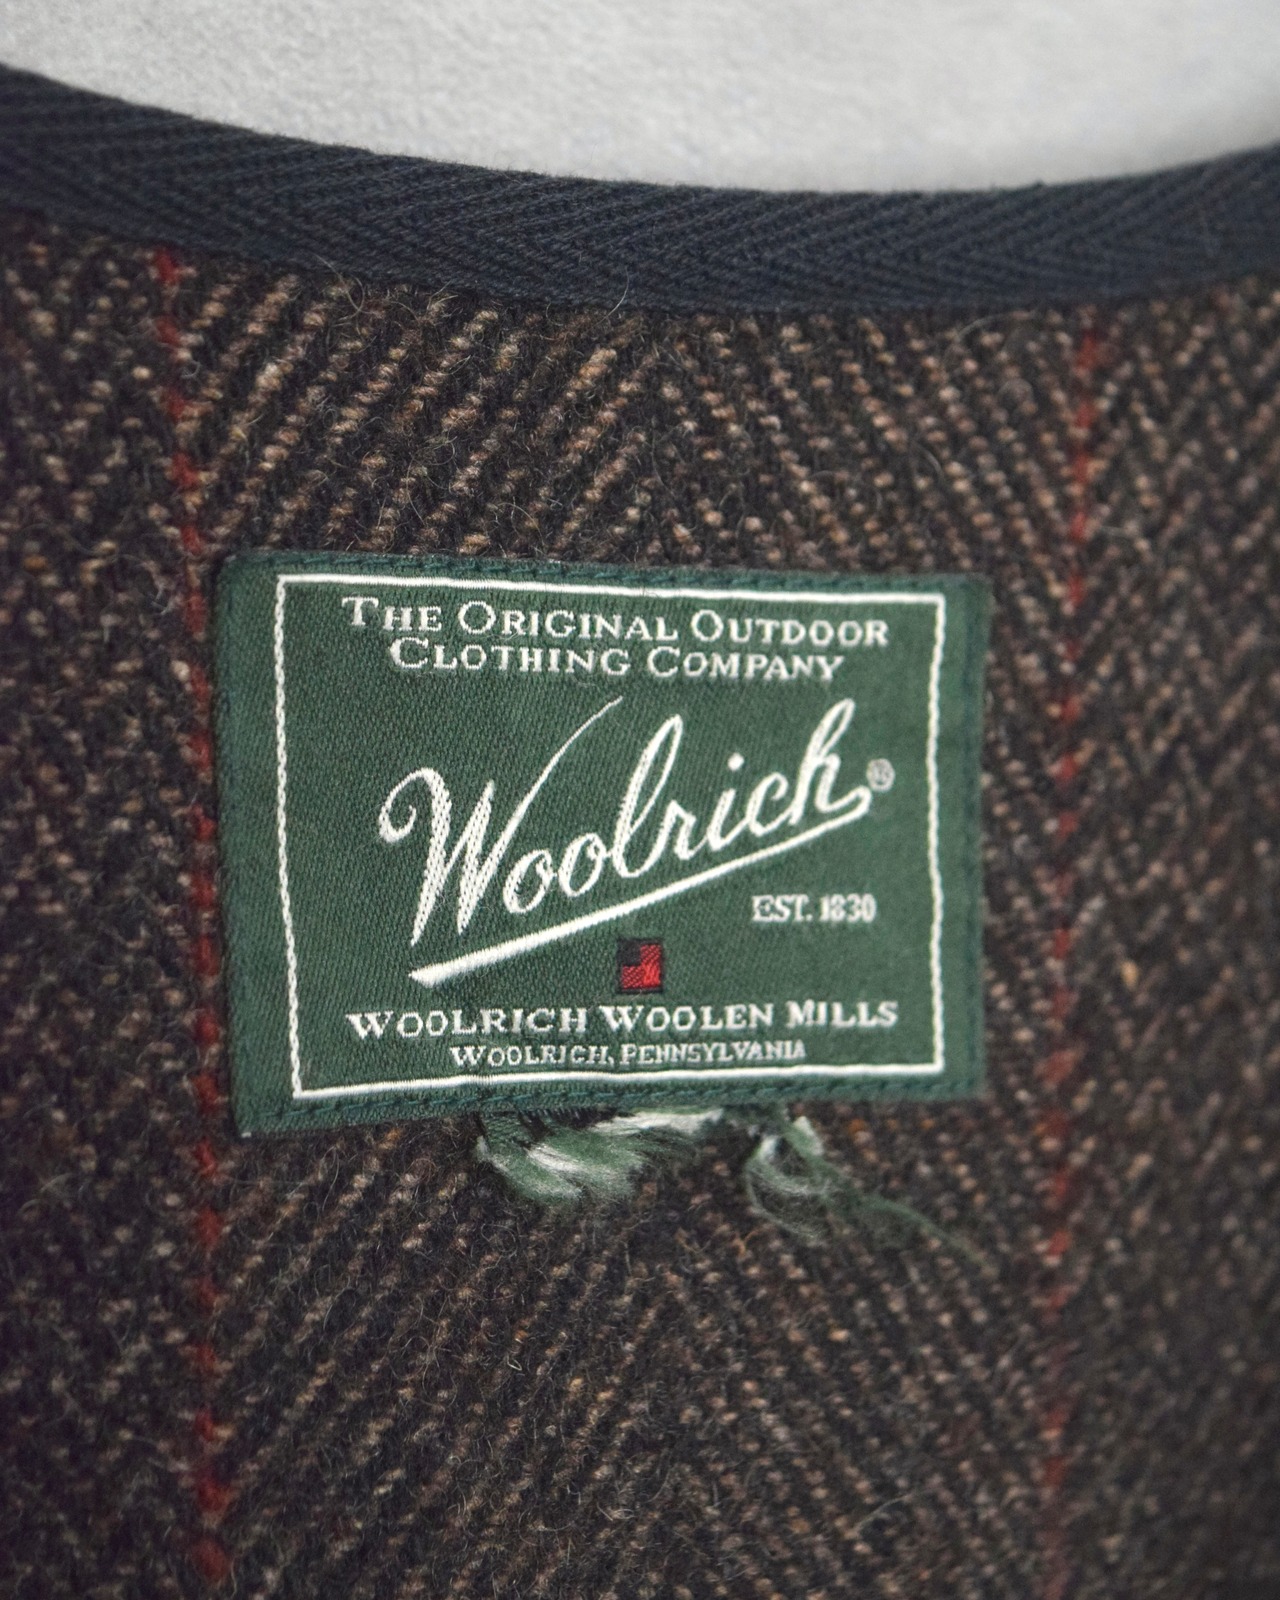 THE ORIGINAL OUTDOOR
CLOTHING COMPANY
Woolrich®
EST. 1830
WOOLRICH WOOLEN MILLS
WOOLRICH, PENNSYLVANIA